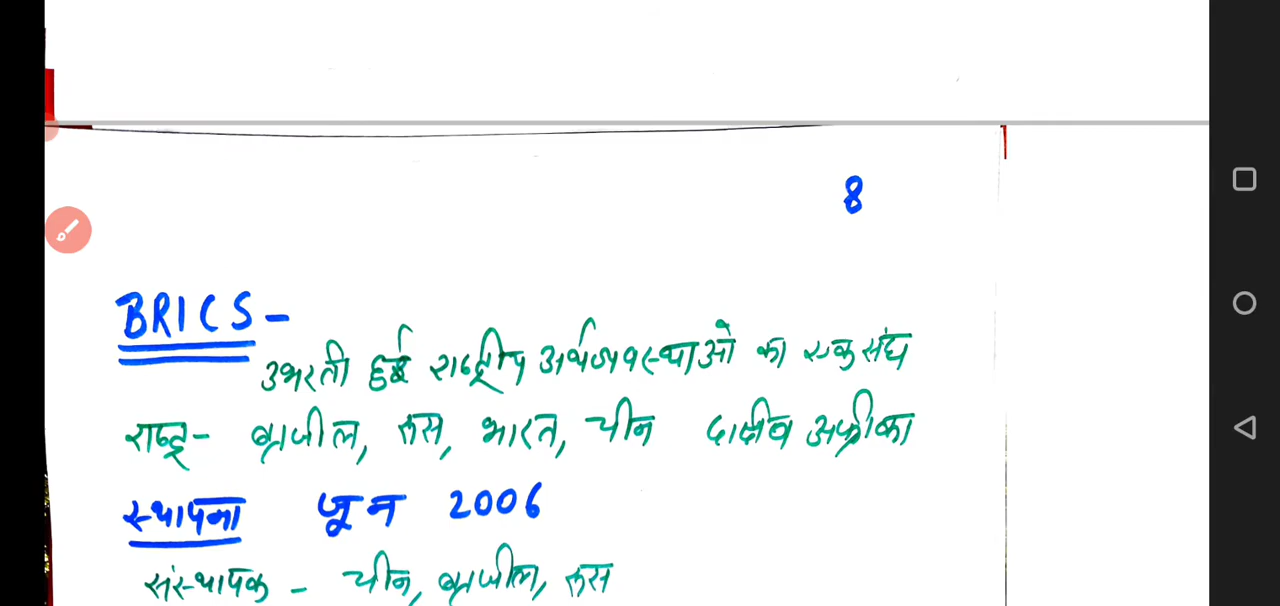 8
BRICS -
उभरती हुई राष्ट्रीय अर्थव्यवस्थाओ का एक संघ
राष्ट्र - ब्राजील, रूस, भारत, चीन दक्षीण अफ्रीका
स्थापना जून 2006
संस्थापक - चीन, ब्राजील, रूस